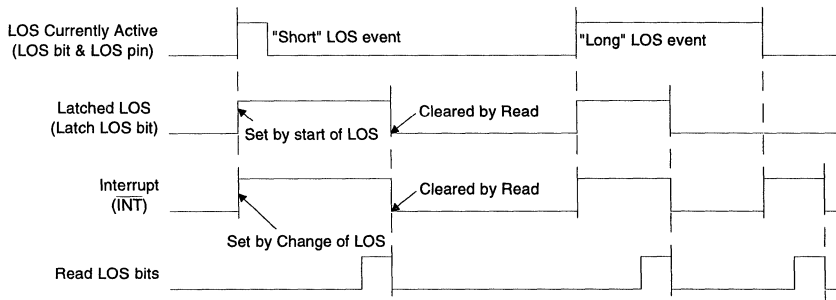 LOS Currently Active
(LOS bit & LOS pin)
"Short" LOS event
"Long" LOS event
Latched LOS
(Latch LOS bit)
Cleared by Read
Set by start of LOS
Interrupt
(INT)
Cleared by Read
Set by Change of LOS
Read LOS bits